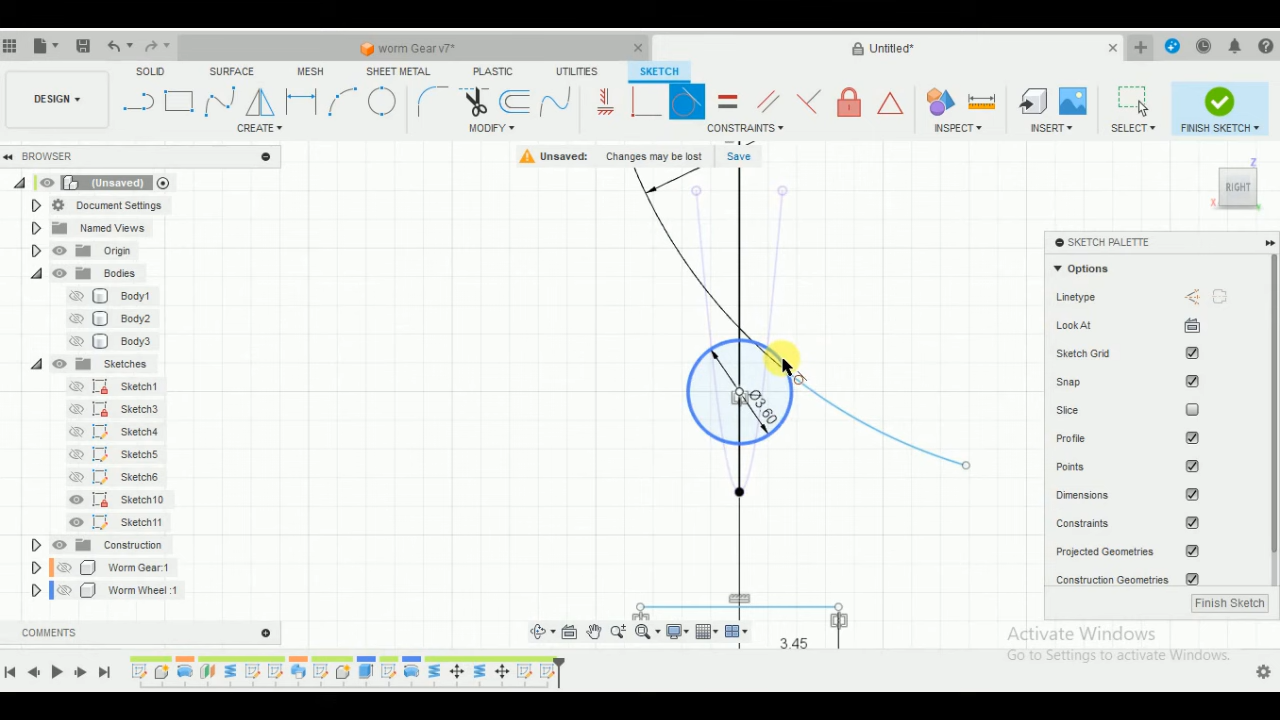 worm Gear v7*
Untitled*
SOLID SURFACE MESH SHEET METAL PLASTIC UTILITIES SKETCH
DESIGN
CREATE MODIFY CONSTRAINTS INSPECT INSERT SELECT FINISH SKETCH
BROWSER
Unsaved: Changes may be lost Save
(Unsaved)
Document Settings
Named Views
Origin
Bodies
Body1
Body2
Body3
Sketches
Sketch1
Sketch3
Sketch4
Sketch5
Sketch6
Sketch10
Sketch11
Construction
Worm Gear:1
Worm Wheel :1
COMMENTS
Ø3.60
3.45
Z
RIGHT
X
SKETCH PALETTE
Options
Linetype
Look At
Sketch Grid
Snap
Slice
Profile
Points
Dimensions
Constraints
Projected Geometries
Construction Geometries
Finish Sketch
Activate Windows
Go to Settings to activate Windows.